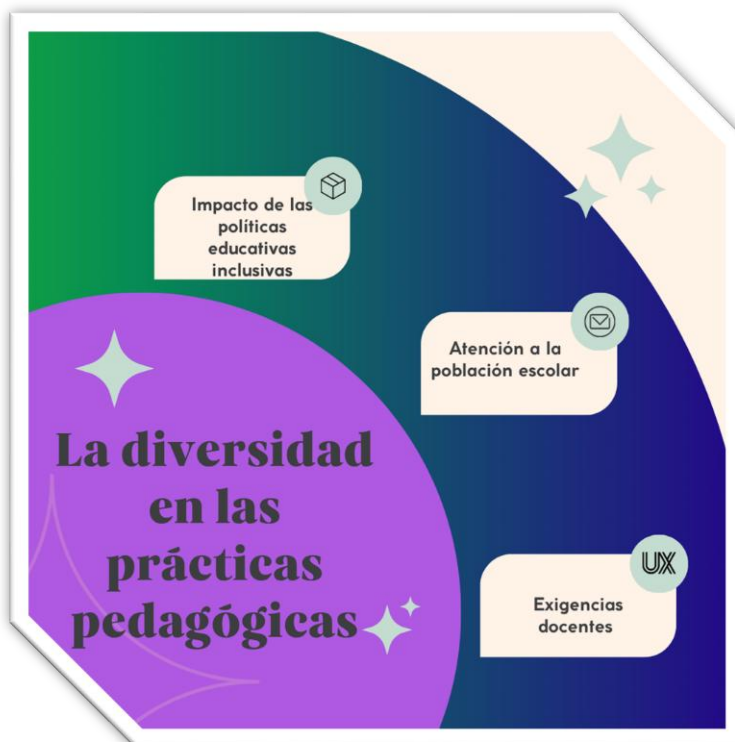 Impacto de las
políticas
educativas
inclusivas
Atención a la
población escolar
La diversidad
en las
prácticas
pedagógicas
UX
Exigencias
docentes